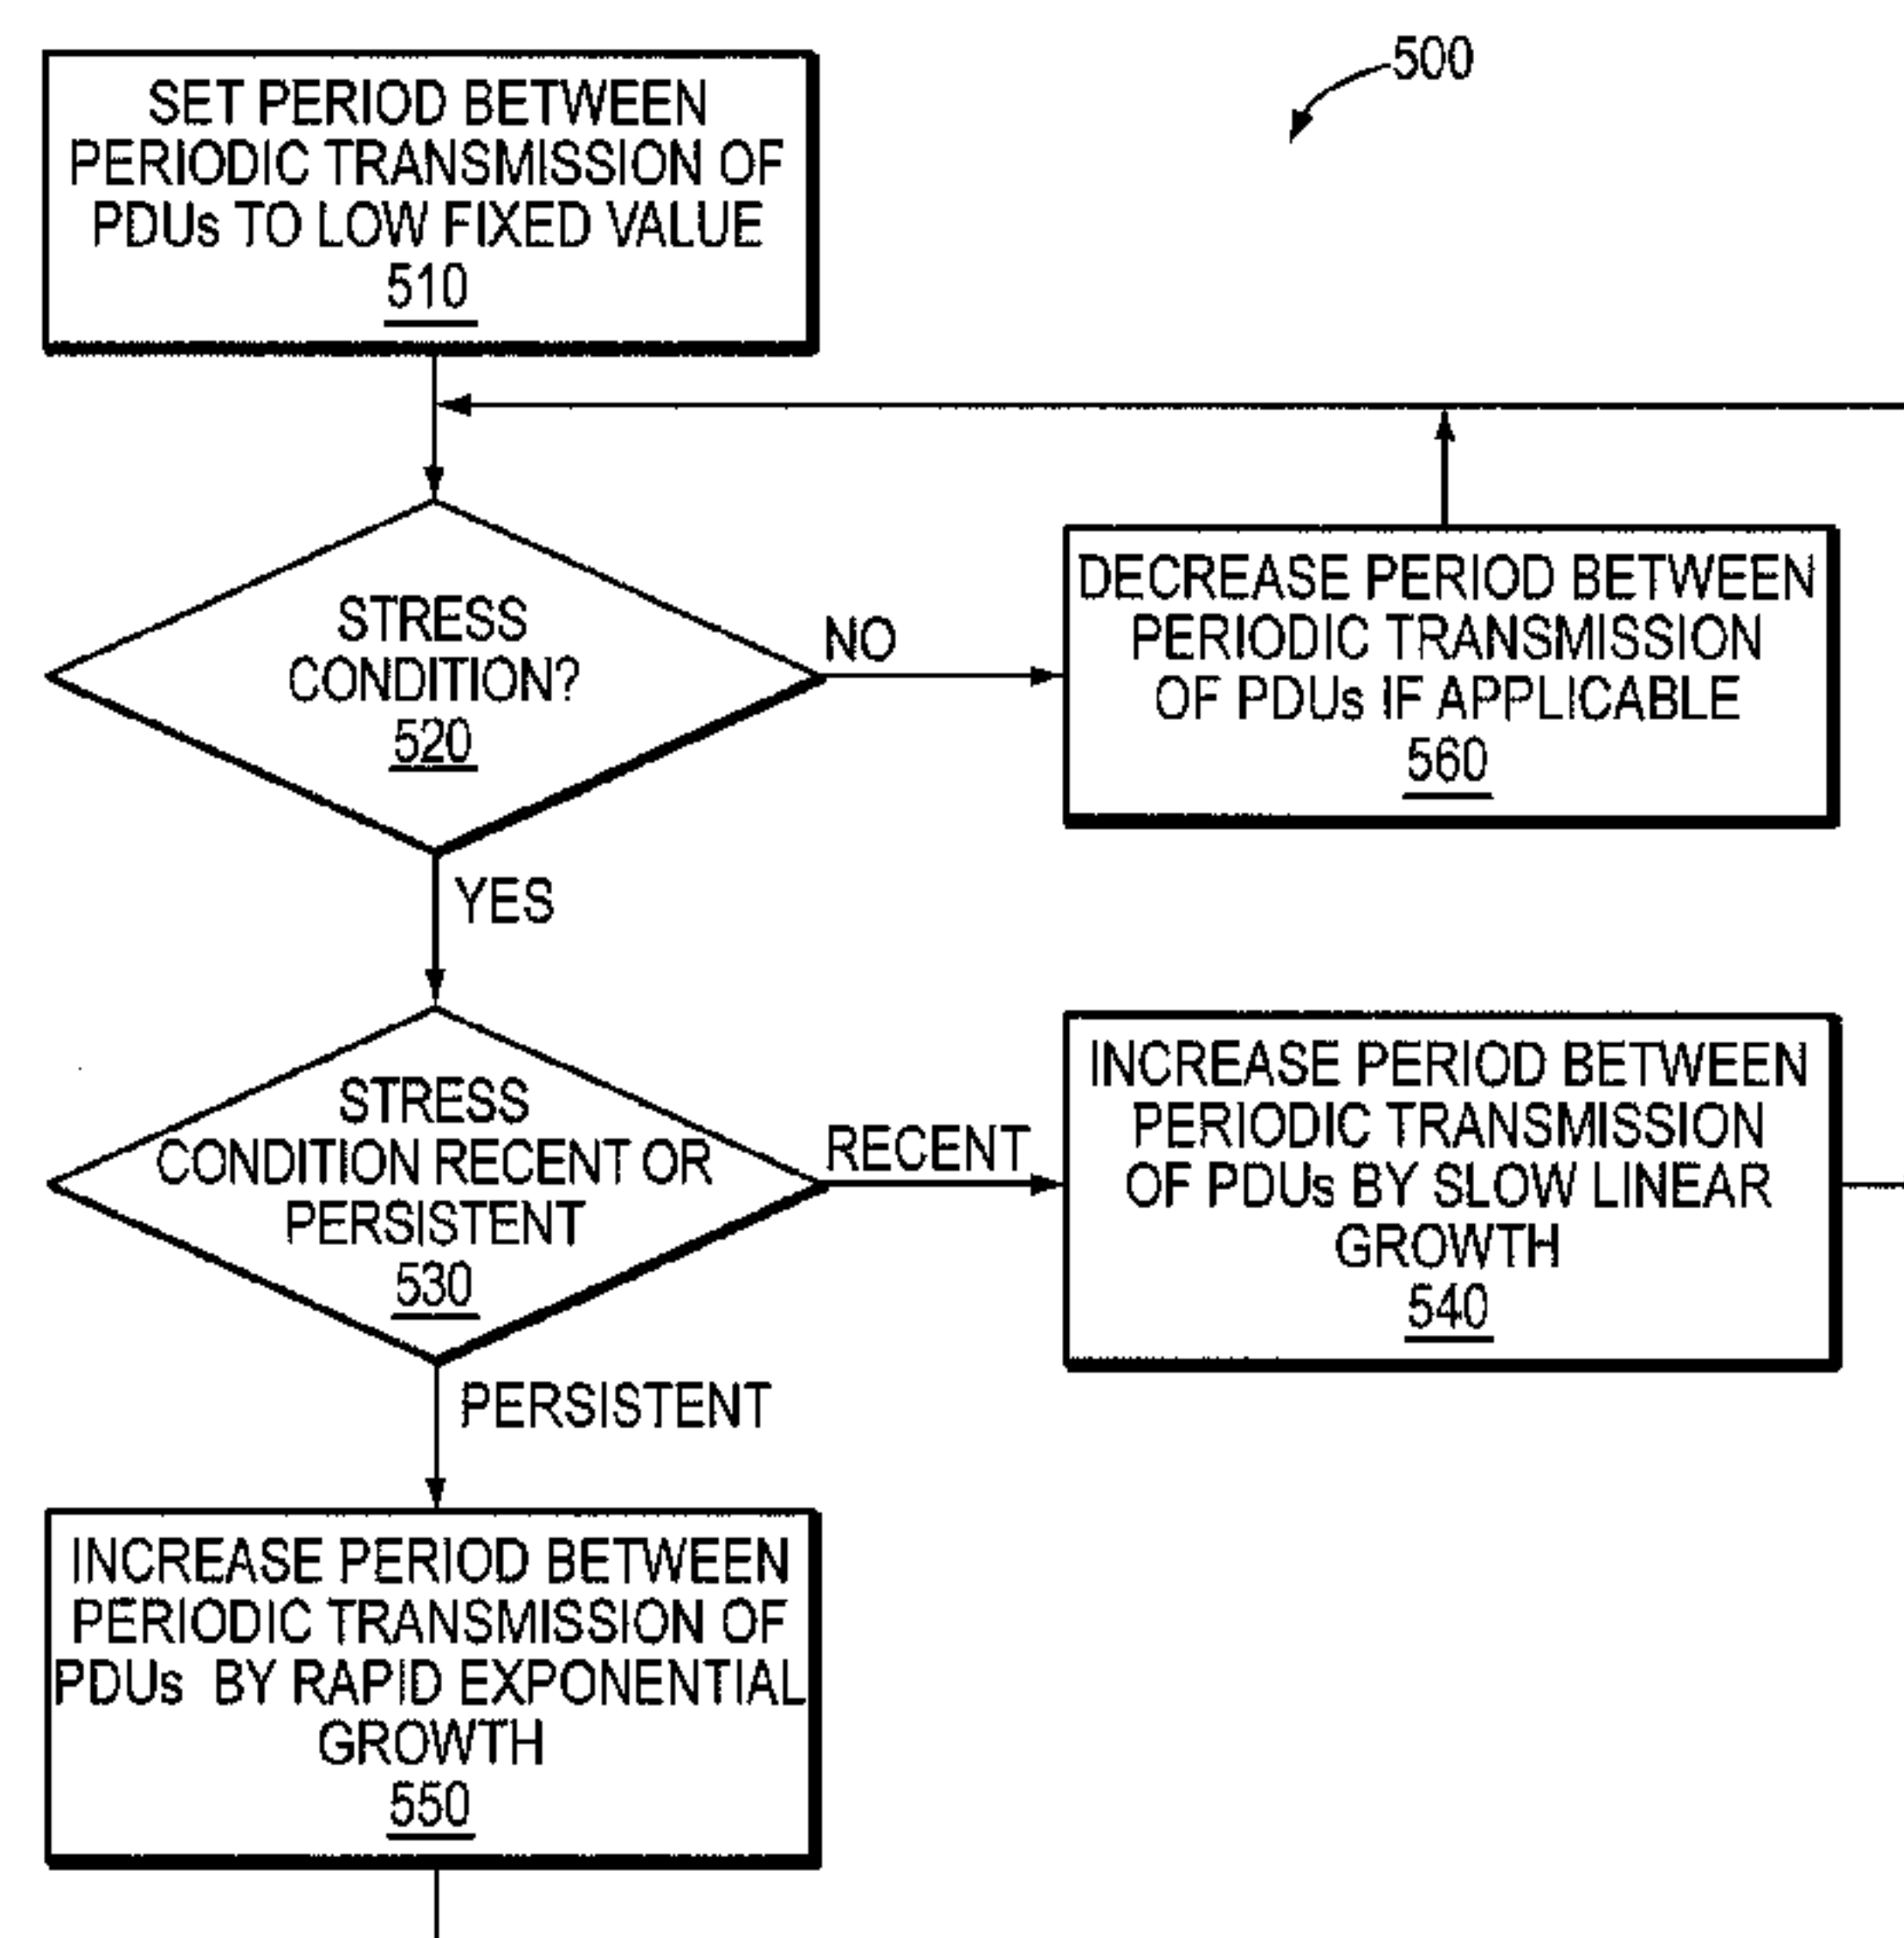 500
SET PERIOD BETWEEN
PERIODIC TRANSMISSION OF
PDUs TO LOW FIXED VALUE
510
STRESS
CONDITION?
520
NO
DECREASE PERIOD BETWEEN
PERIODIC TRANSMISSION
OF PDUs IF APPLICABLE
560
YES
STRESS
CONDITION RECENT OR
PERSISTENT
530
RECENT
INCREASE PERIOD BETWEEN
PERIODIC TRANSMISSION
OF PDUs BY SLOW LINEAR
GROWTH
540
PERSISTENT
INCREASE PERIOD BETWEEN
PERIODIC TRANSMISSION OF
PDUs BY RAPID EXPONENTIAL
GROWTH
550